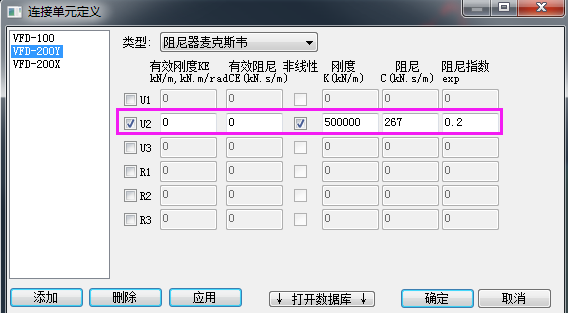 连接单元定义
VFD-100
VFD-200Y
VFD-200X
类型: 阻尼器麦克斯韦
有效刚度KE 有效阻尼 非线性 刚度 阻尼 阻尼指数
kN/m,kN.m/rad CE(kN.s/m) K(kN/m) C(kN.s/m) exp
U1 0 0 0 0 0
U2 0 0 500000 267 0.2
U3 0 0 0 0 0
R1 0 0 0 0 0
R2 0 0 0 0 0
R3 0 0 0 0 0
添加 删除 应用 ↓ 打开数据库 ↓ 确定 取消